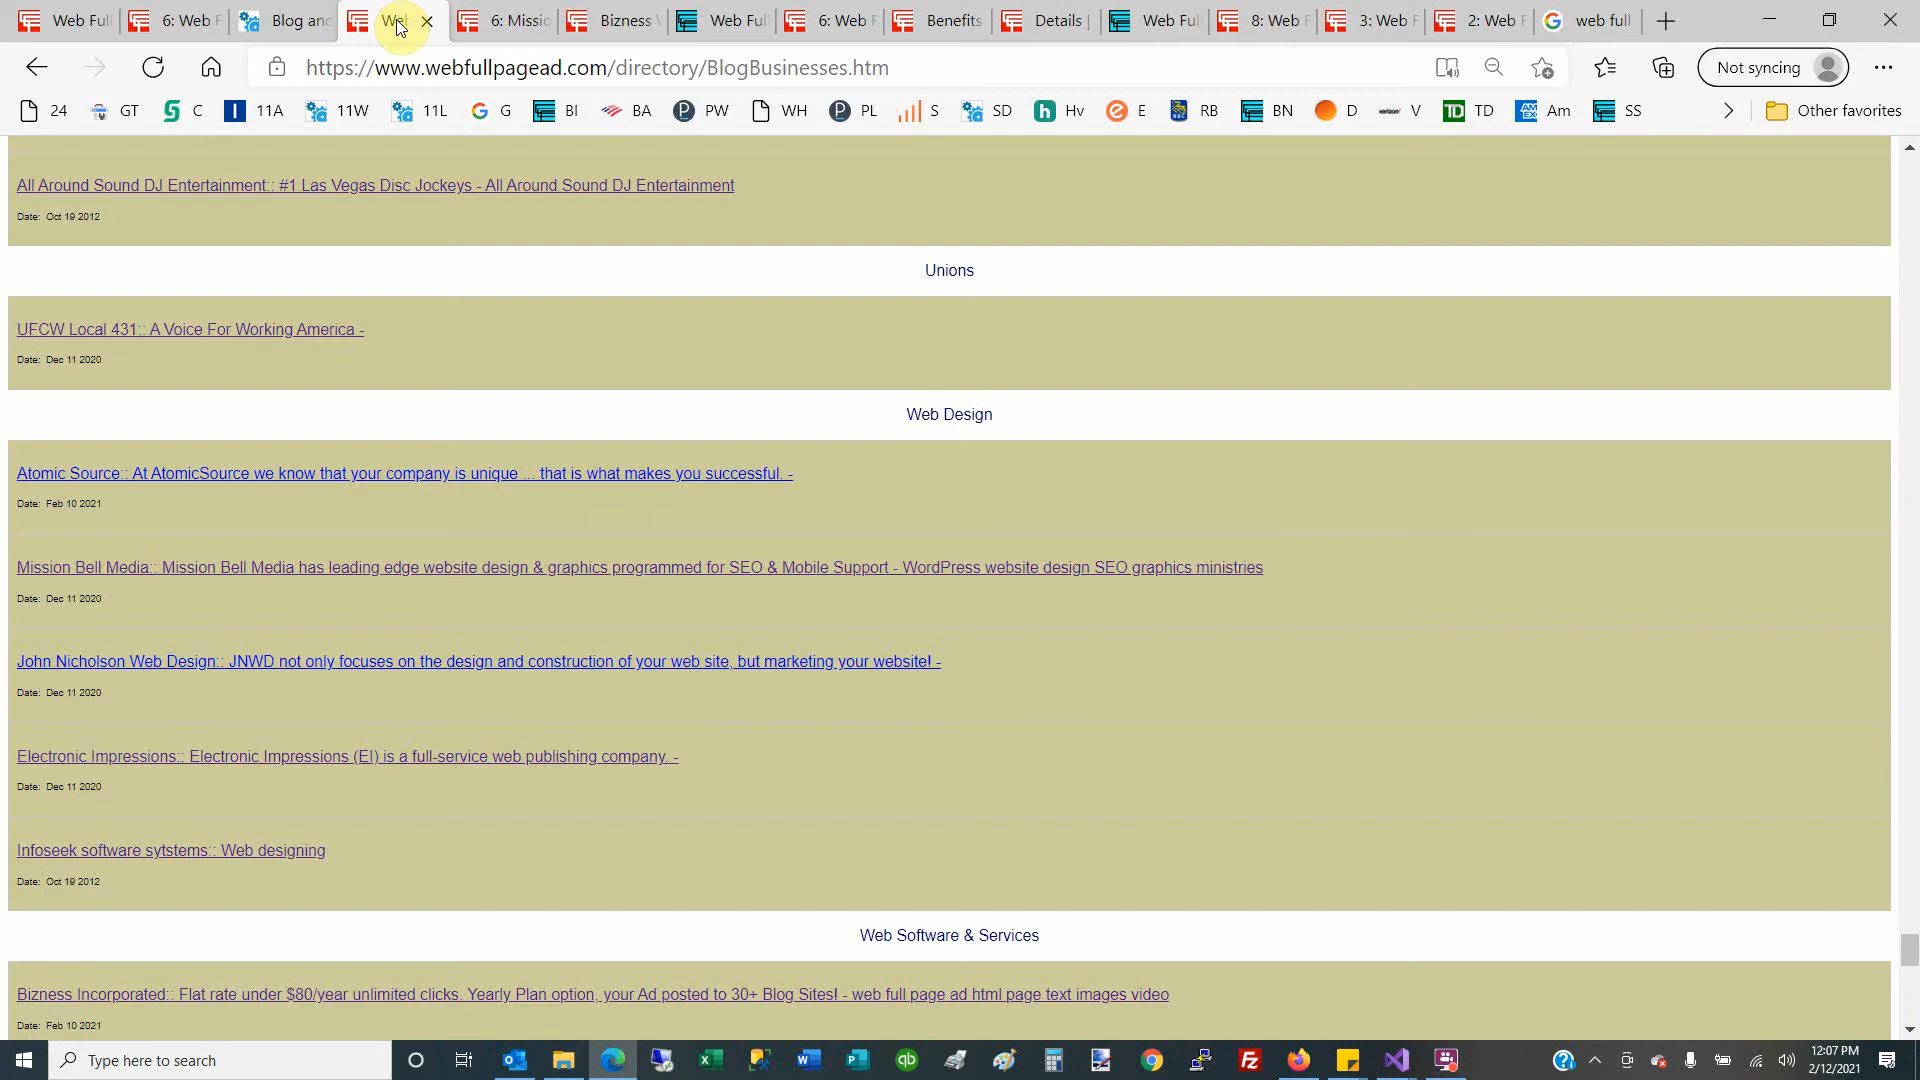 Web Full 6: Web F Blog and Wel 6: Missio Bizness Web Full 6: Web F Benefits Details Web Full 8: Web F 3: Web F 2: Web F web full
https://www.webfullpagead.com/directory/BlogBusinesses.htm Not syncing
24 GT C 11A 11W 11L G BI BA PW WH PL S SD Hv E RB BN D V TD Am SS Other favorites
All Around Sound DJ Entertainment:: #1 Las Vegas Disc Jockeys - All Around Sound DJ Entertainment
Date: Oct 19 2012
Unions
UFCW Local 431:: A Voice For Working America -
Date: Dec 11 2020
Web Design
Atomic Source:: At AtomicSource we know that your company is unique ... that is what makes you successful. -
Date: Feb 10 2021
Mission Bell Media:: Mission Bell Media has leading edge website design & graphics programmed for SEO & Mobile Support - WordPress website design SEO graphics ministries
Date: Dec 11 2020
John Nicholson Web Design:: JNWD not only focuses on the design and construction of your web site, but marketing your website! -
Date: Dec 11 2020
Electronic Impressions:: Electronic Impressions (EI) is a full-service web publishing company. -
Date: Dec 11 2020
Infoseek software sytstems:: Web designing
Date: Oct 19 2012
Web Software & Services
Bizness Incorporated:: Flat rate under $80/year unlimited clicks. Yearly Plan option, your Ad posted to 30+ Blog Sites! - web full page ad html page text images video
Date: Feb 10 2021
Type here to search
12:07 PM
2/12/2021